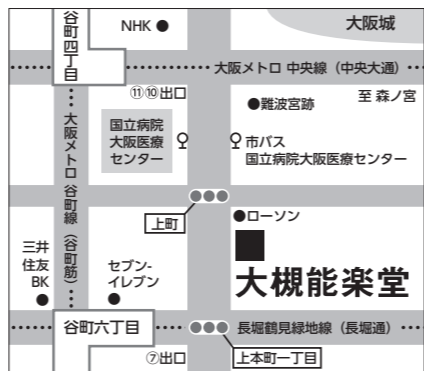 谷町四丁目
NHK ●
大阪城
大阪メトロ 中央線（中央大通）
⑪⑩出口
●難波宮跡
至 森ノ宮
国立病院
大阪医療
センター
市バス
国立病院大阪医療センター
大阪メトロ 谷町線（谷町筋）
上町
●ローソン
三井
住友
BK
●
セブン-
イレブン
●
大槻能楽堂
谷町六丁目
長堀鶴見緑地線（長堀通）
⑦出口
上本町一丁目